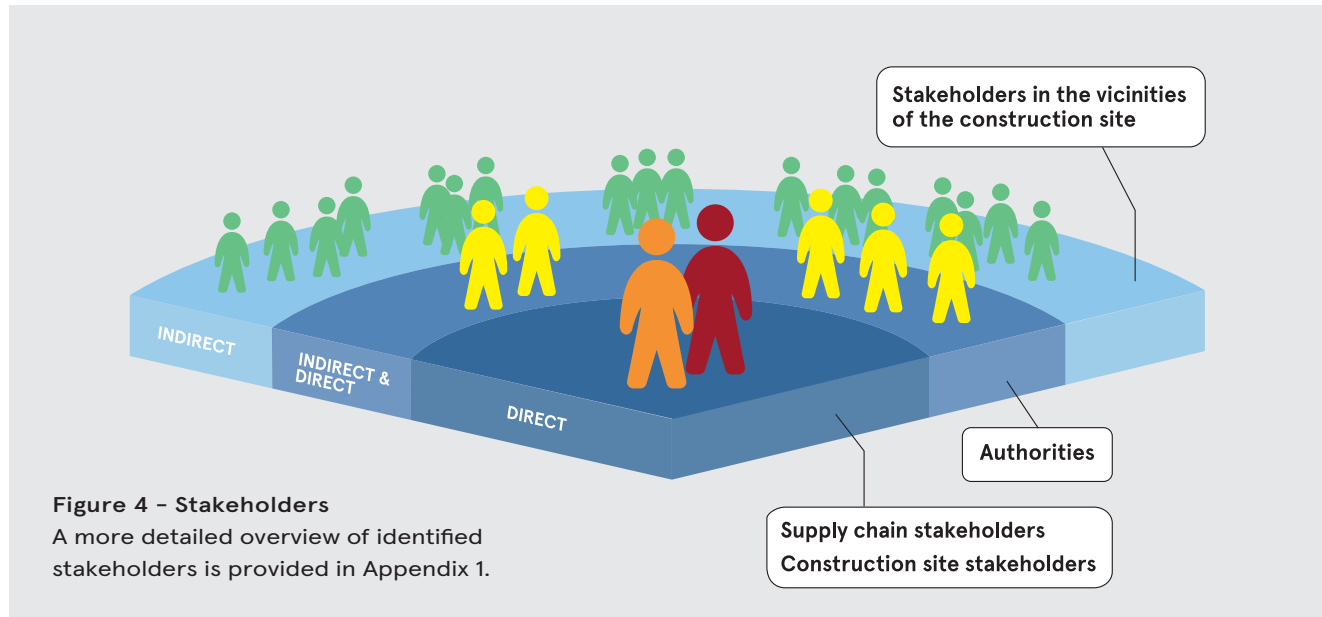 Stakeholders in the vicinities
of the construction site
INDIRECT
INDIRECT &
DIRECT
DIRECT
Authorities
Supply chain stakeholders
Construction site stakeholders
Figure 4 - Stakeholders
A more detailed overview of identified
stakeholders is provided in Appendix 1.